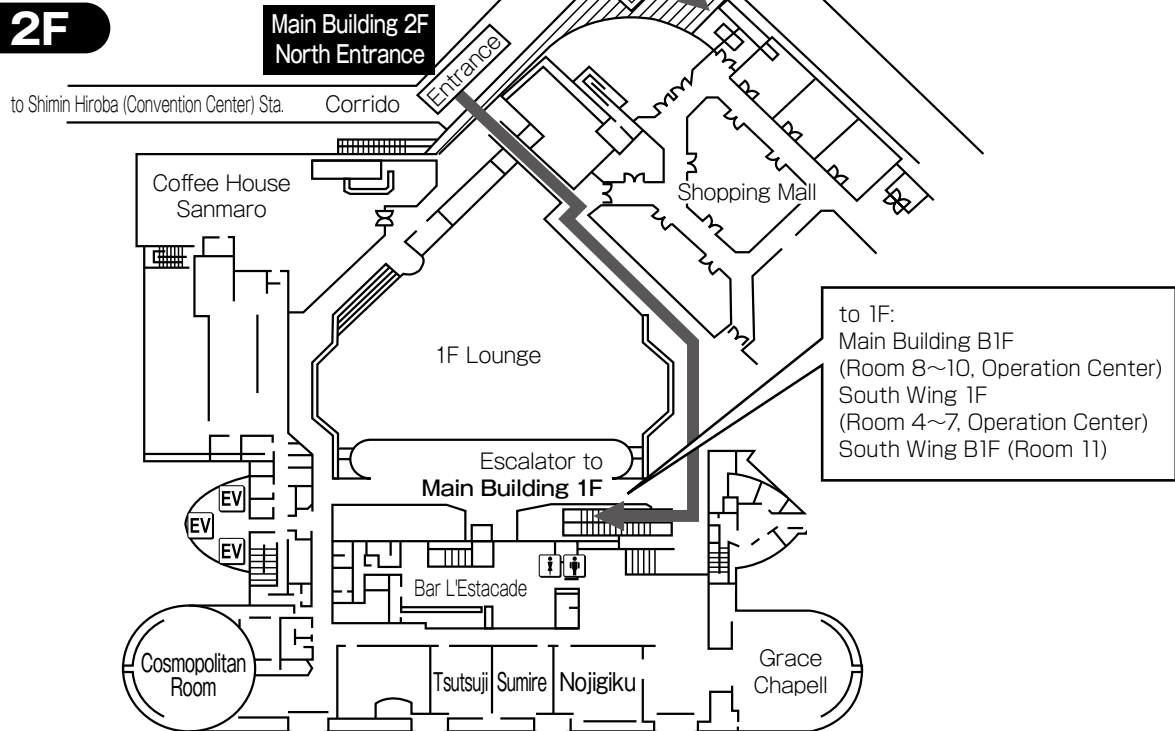 2F
Main Building 2F
North Entrance
Entrance
to Shimin Hiroba (Convention Center) Sta.
Corrido
Coffee House
Sanmaro
Shopping Mall
1F Lounge
to 1F:
Main Building B1F
(Room 8～10, Operation Center)
South Wing 1F
(Room 4～7, Operation Center)
South Wing B1F (Room 11)
Escalator to
Main Building 1F
EV
EV
EV
Bar L'Estacade
Cosmopolitan
Room
Tsutsuji
Sumire
Nojigiku
Grace
Chapell